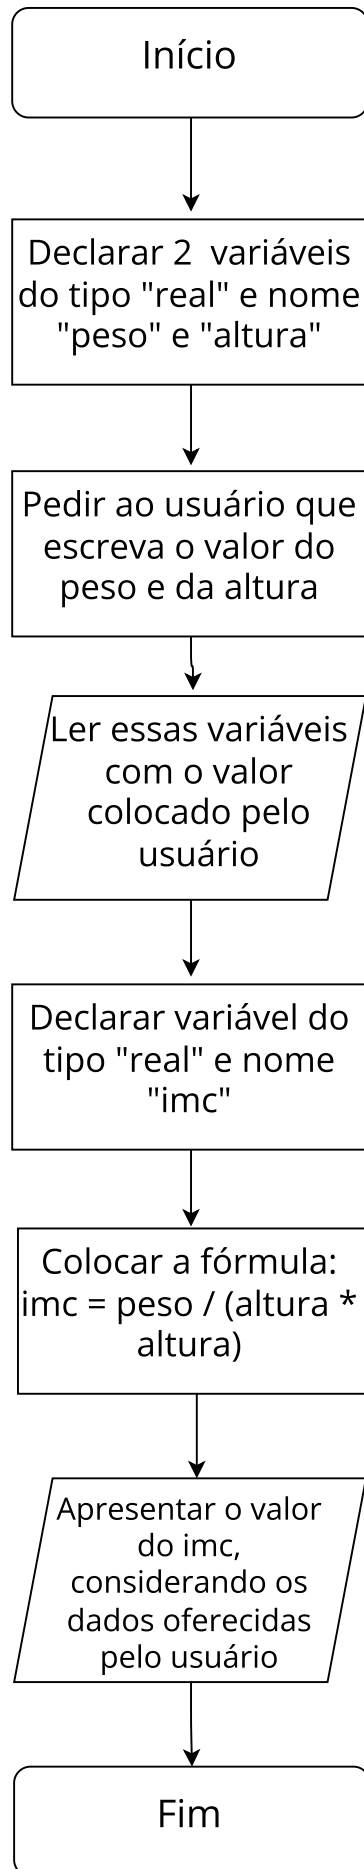 Início
Declarar 2  variáveis
do tipo "real" e nome
"peso" e "altura"
Pedir ao usuário que
escreva o valor do
peso e da altura
Ler essas variáveis
com o valor
colocado pelo
usuário
Declarar variável do
tipo "real" e nome
"imc"
Colocar a fórmula:
imc = peso / (altura *
altura)
Apresentar o valor
do imc,
considerando os
dados oferecidas
pelo usuário
Fim